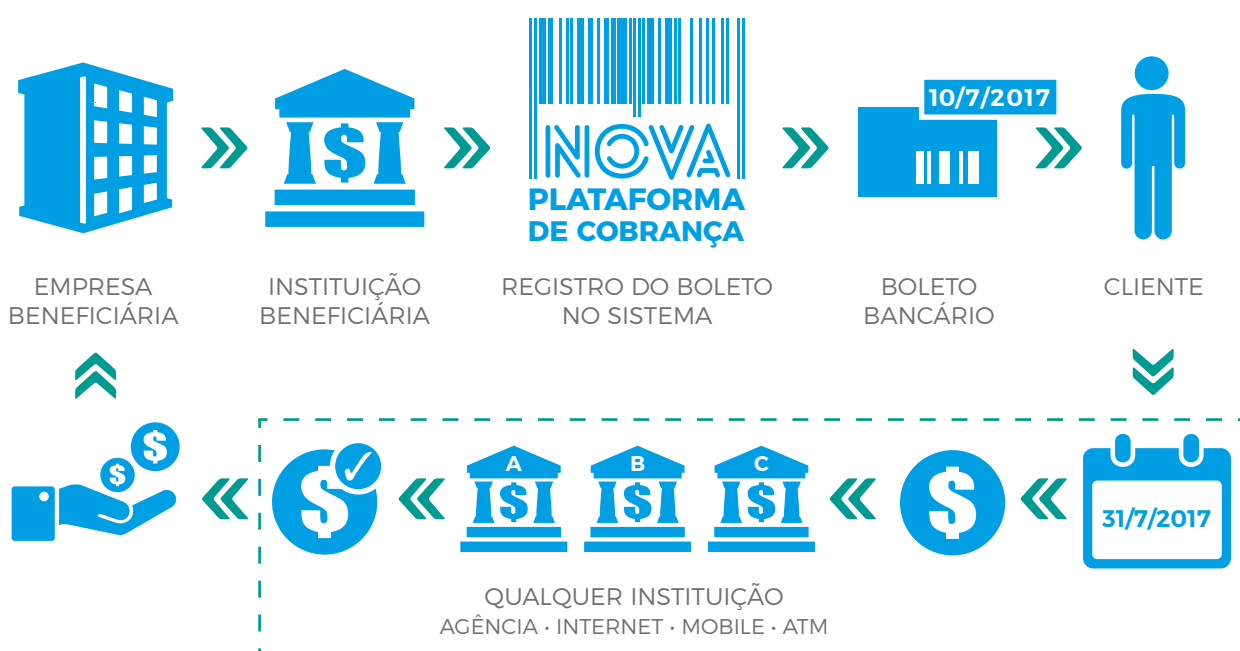 10/7/2017
NOVA
PLATAFORMA
DE COBRANÇA
EMPRESA
BENEFICIÁRIA
INSTITUIÇÃO
BENEFICIÁRIA
REGISTRO DO BOLETO
NO SISTEMA
BOLETO
BANCÁRIO
CLIENTE
$
$
$
$
A
B
C
$
$
$
$
31/7/2017
QUALQUER INSTITUIÇÃO
AGÊNCIA · INTERNET · MOBILE · ATM